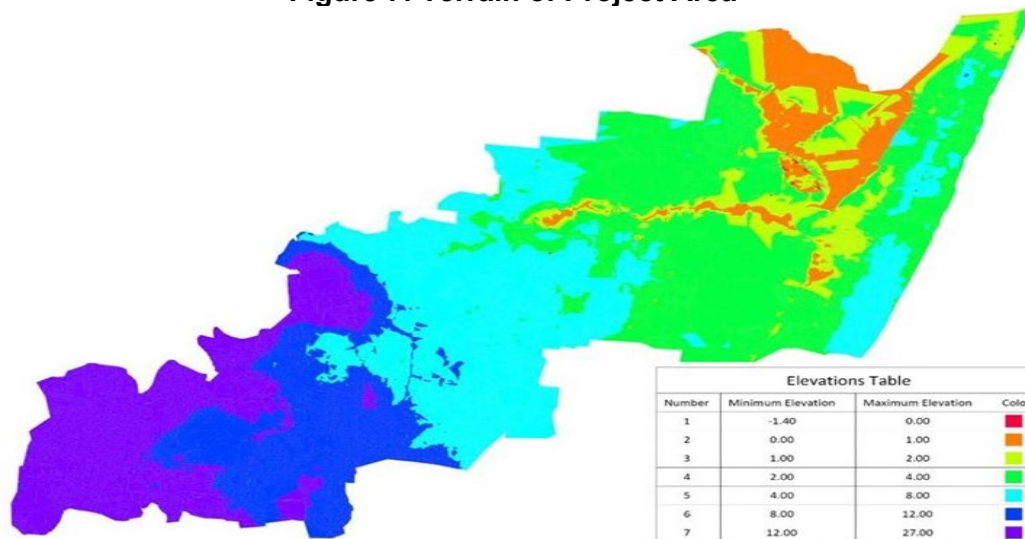 Elevations Table
Number Minimum Elevation Maximum Elevation Colo
1 -1.40 0.00
2 0.00 1.00
3 1.00 2.00
4 2.00 4.00
5 4.00 8.00
6 8.00 12.00
7 12.00 27.00